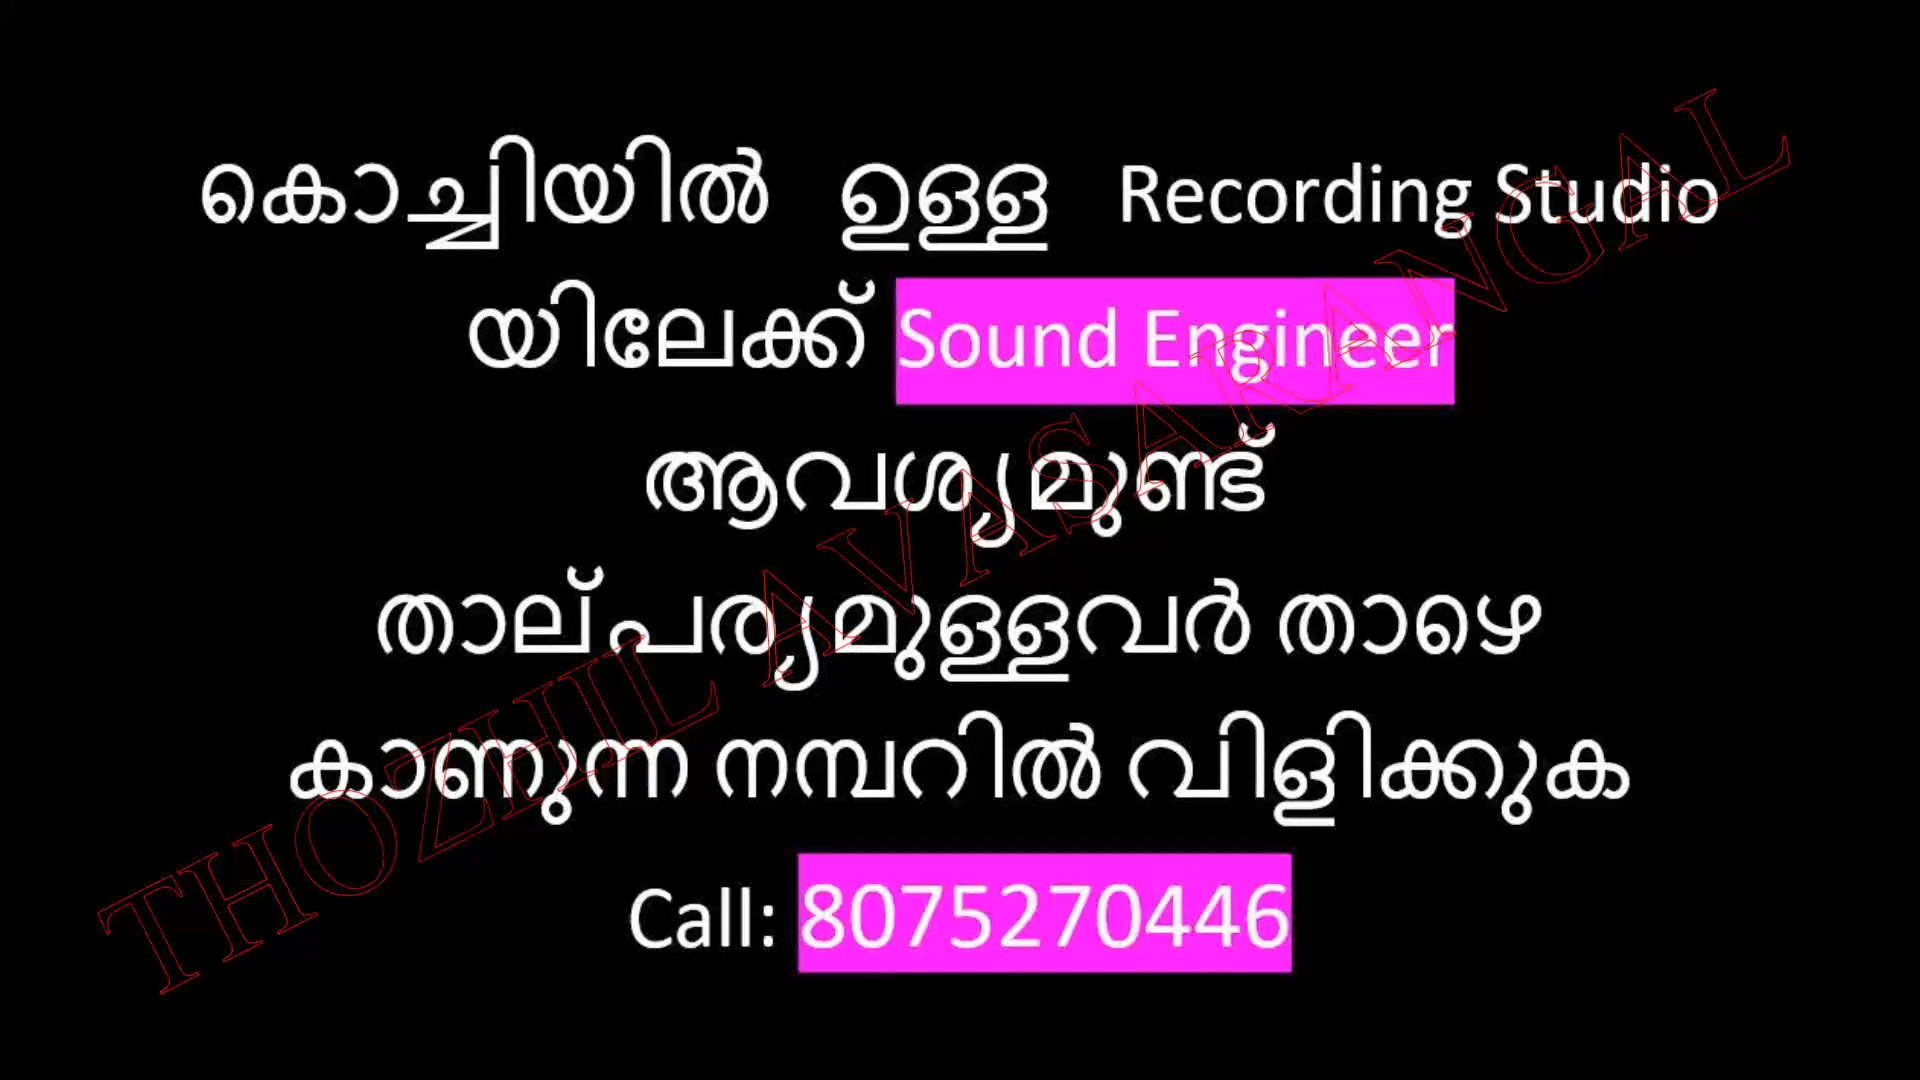 കൊച്ചിയിൽ ഉള്ള Recording Studio
യിലേക്ക് Sound Engineer
ആവശ്യമുണ്ട്
താല്പര്യമുള്ളവർ താഴെ
കാണുന്ന നമ്പറിൽ വിളിക്കുക
Call: 8075270446
THOZHIL AVASARANGAL